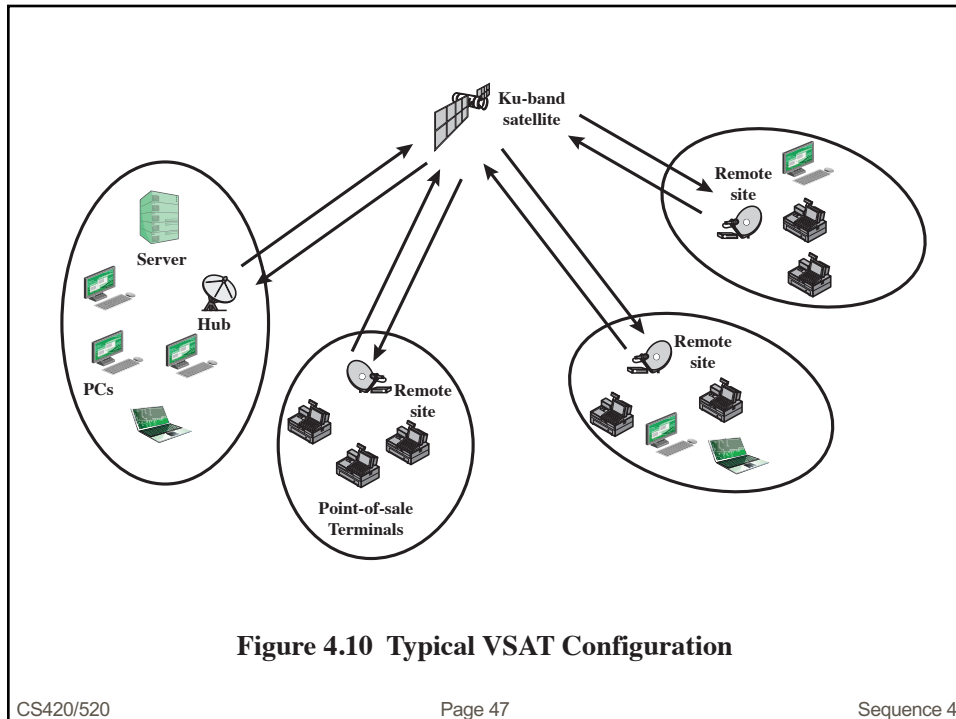 Ku-band
satellite
Remote
site
Server
Hub
PCs
Remote
site
Remote
site
Point-of-sale
Terminals
Figure 4.10 Typical VSAT Configuration
CS420/520
Page 47
Sequence 4